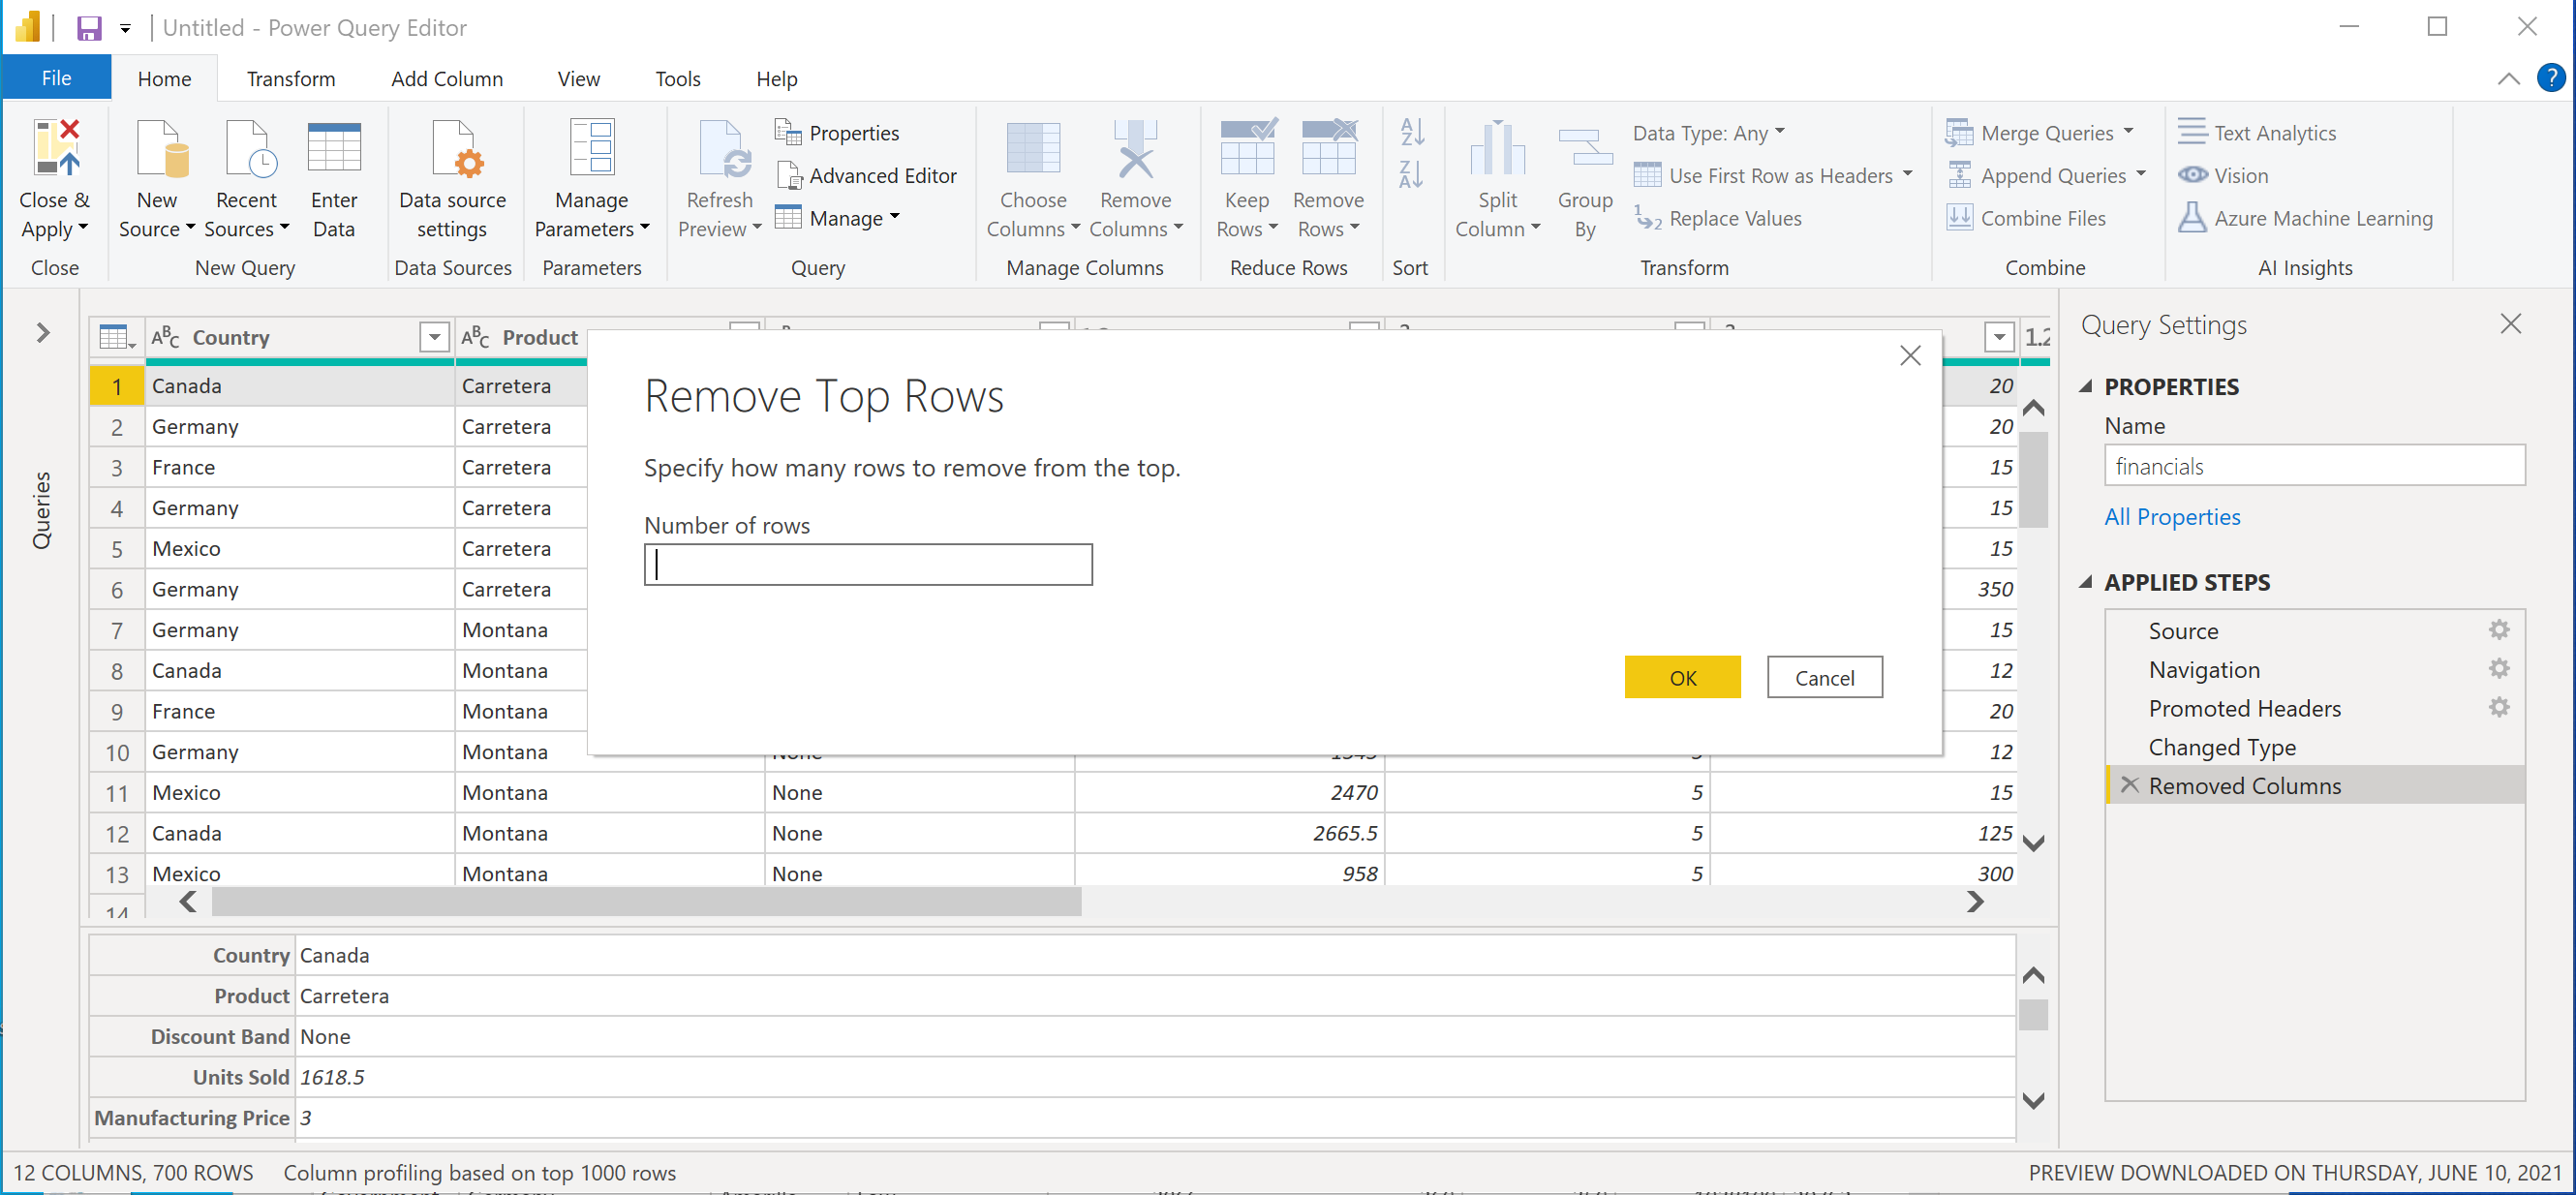 Untitled - Power Query Editor
File Home Transform Add Column View Tools Help ?
Close & Apply
New Source
Recent Sources
Enter Data
Data source settings
Manage Parameters
Refresh Preview
Properties
Advanced Editor
Manage
Choose Columns
Remove Columns
Keep Rows
Remove Rows
Split Column
Group By
Data Type: Any
Use First Row as Headers
Replace Values
Merge Queries
Append Queries
Combine Files
Text Analytics
Vision
Azure Machine Learning
Close New Query Data Sources Parameters Query Manage Columns Reduce Rows Sort Transform Combine AI Insights
Queries
ABC Country ABC Product 1.2
1 Canada Carretera 20
2 Germany Carretera 20
3 France Carretera 15
4 Germany Carretera 15
5 Mexico Carretera 15
6 Germany Carretera 350
7 Germany Montana 15
8 Canada Montana 12
9 France Montana 20
10 Germany Montana 12
11 Mexico Montana None 2470 5 15
12 Canada Montana None 2665.5 5 125
13 Mexico Montana None 958 5 300
14
Remove Top Rows
Specify how many rows to remove from the top.
Number of rows
OK Cancel
Country Canada
Product Carretera
Discount Band None
Units Sold 1618.5
Manufacturing Price 3
Query Settings
PROPERTIES
Name
financials
All Properties
APPLIED STEPS
Source
Navigation
Promoted Headers
Changed Type
Removed Columns
12 COLUMNS, 700 ROWS Column profiling based on top 1000 rows
PREVIEW DOWNLOADED ON THURSDAY, JUNE 10, 2021